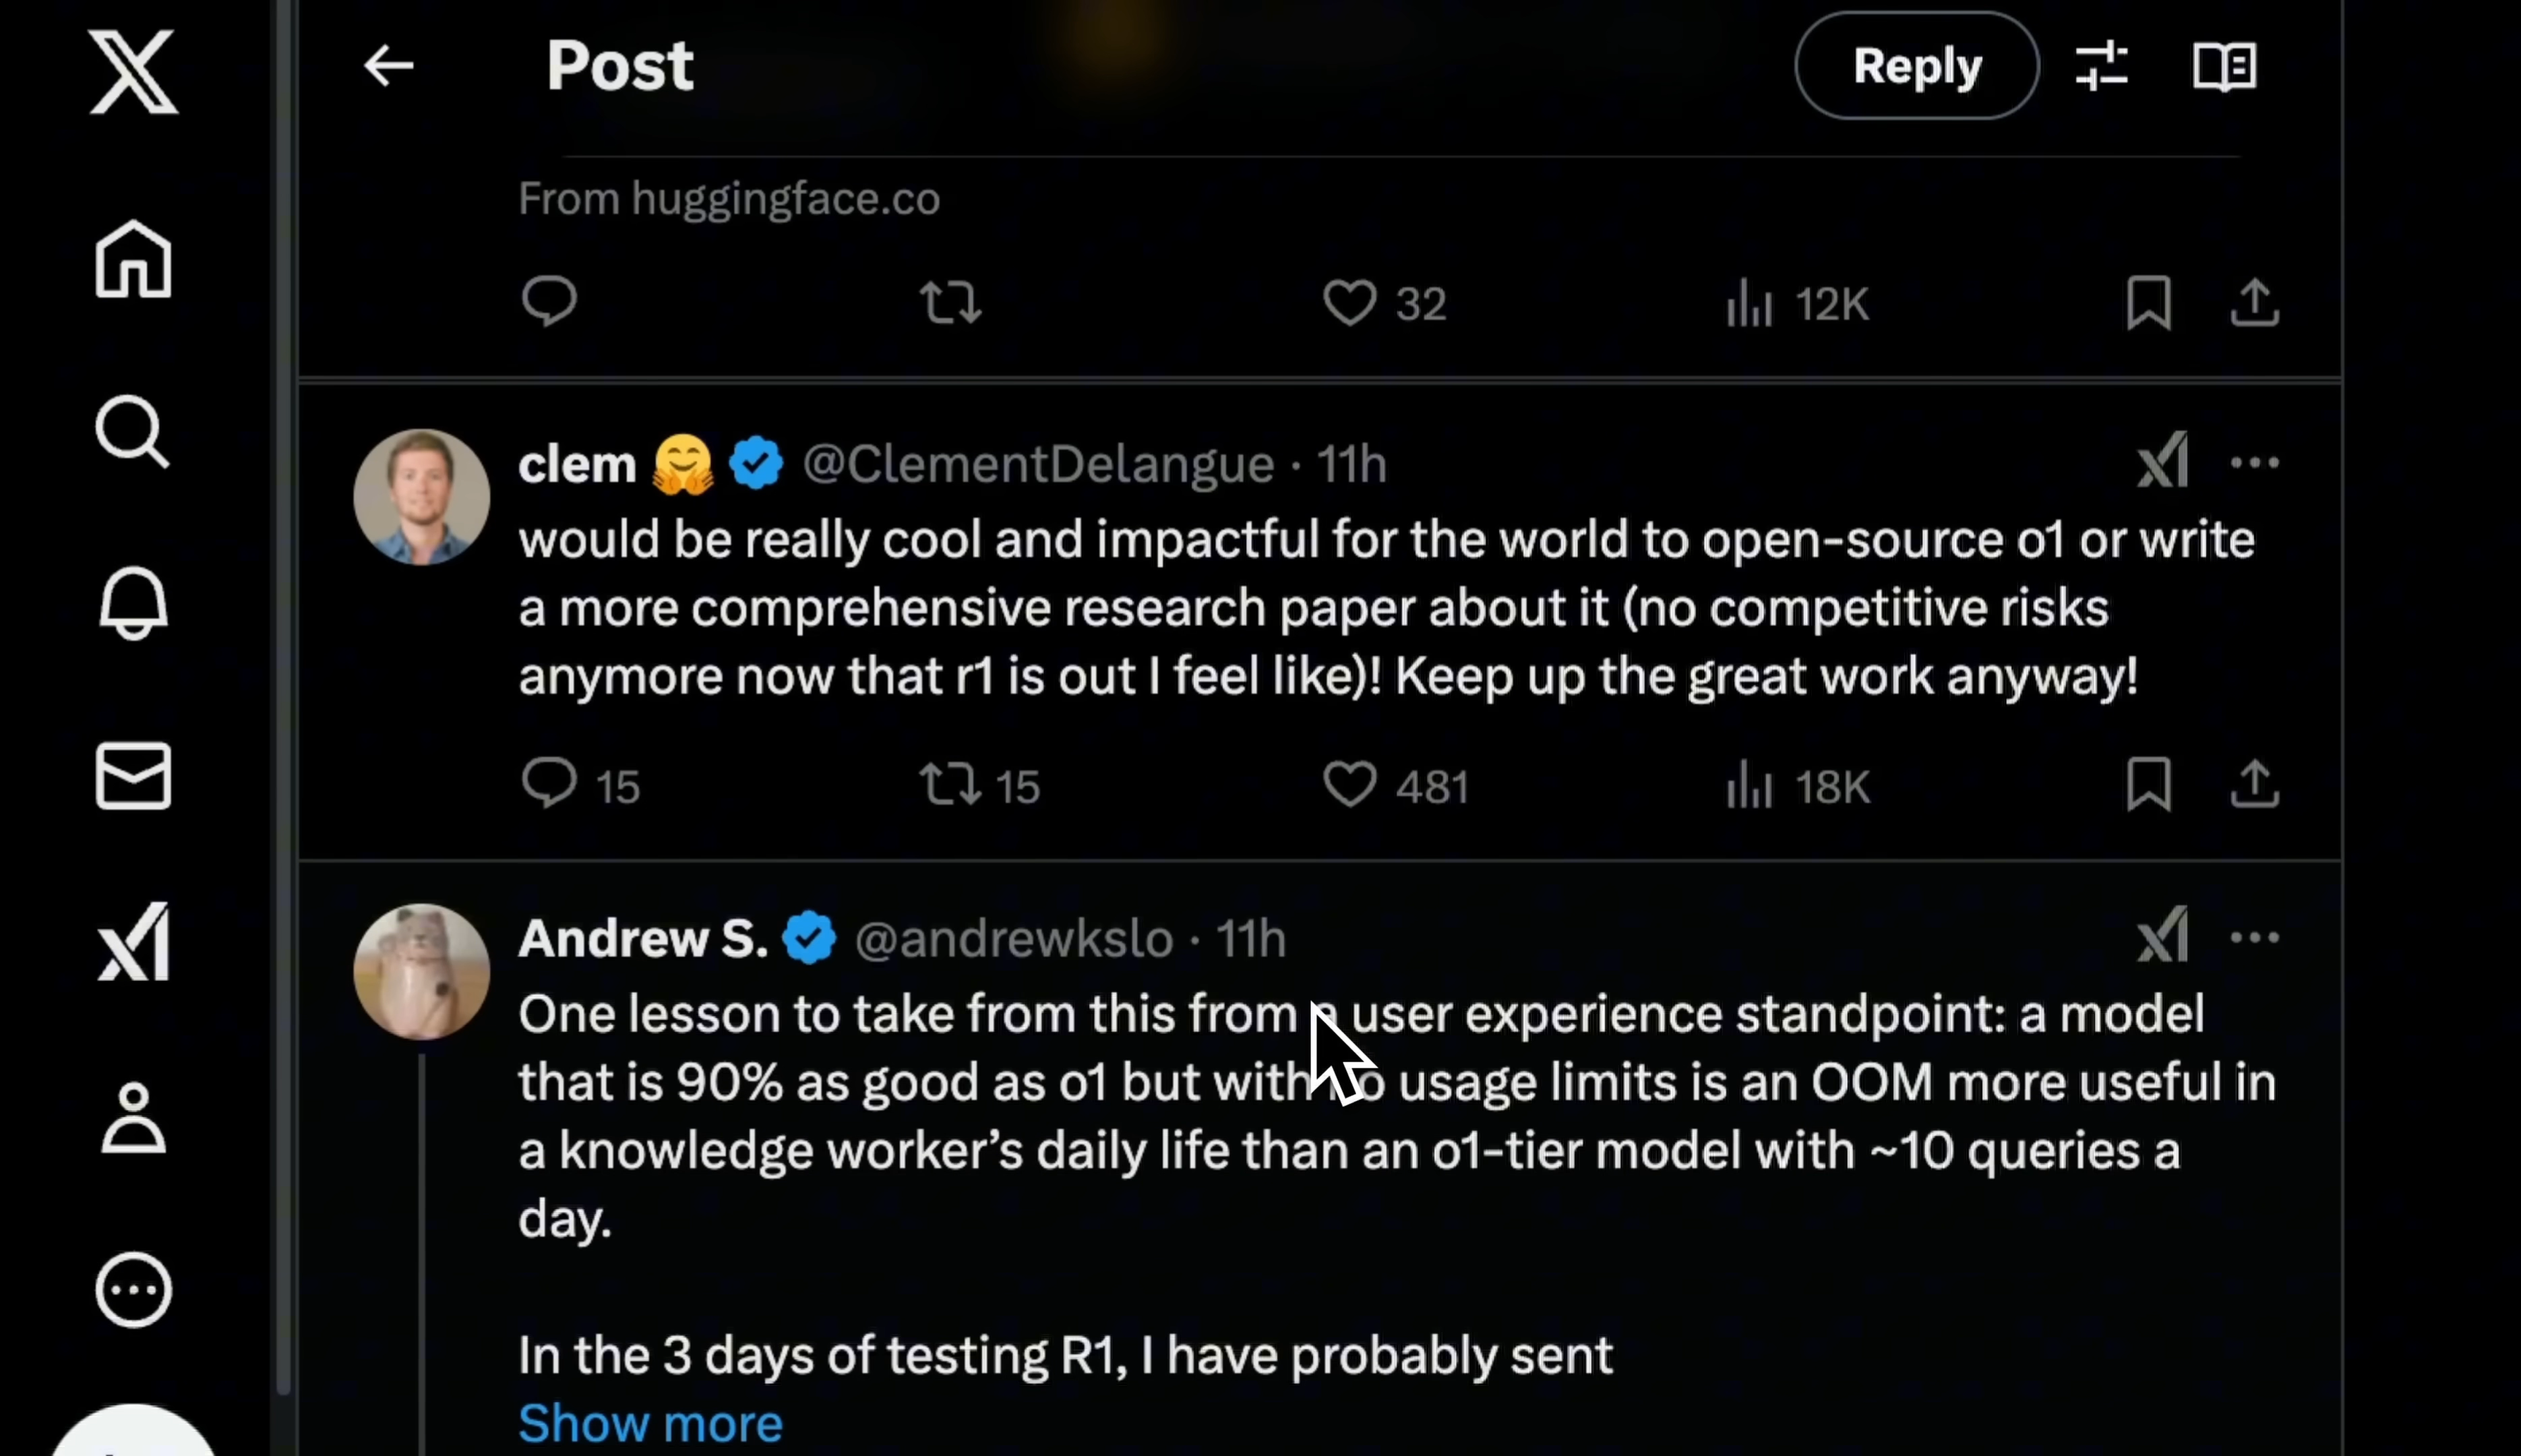 Post
Reply
From huggingface.co
32
12K
clem 🤗 @ClementDelangue · 11h
would be really cool and impactful for the world to open-source o1 or write
a more comprehensive research paper about it (no competitive risks
anymore now that r1 is out I feel like)! Keep up the great work anyway!
15
15
481
18K
Andrew S. @andrewkslo · 11h
One lesson to take from this from a user experience standpoint: a model
that is 90% as good as o1 but with no usage limits is an OOM more useful in
a knowledge worker’s daily life than an o1-tier model with ~10 queries a
day.
In the 3 days of testing R1, I have probably sent
Show more